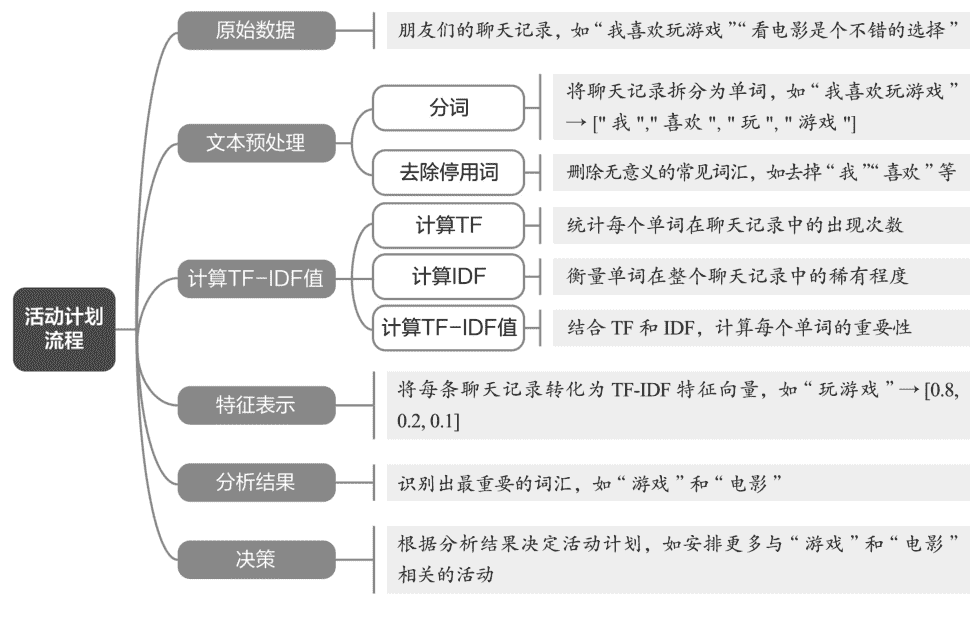 活动计划
流程
原始数据
朋友们的聊天记录，如“我喜欢玩游戏”“看电影是个不错的选择”
文本预处理
分词
将聊天记录拆分为单词，如“我喜欢玩游戏”
→ ["我","喜欢","玩","游戏"]
去除停用词
删除无意义的常见词汇，如去掉“我”“喜欢”等
计算TF-IDF值
计算TF
统计每个单词在聊天记录中的出现次数
计算IDF
衡量单词在整个聊天记录中的稀有程度
计算TF-IDF值
结合 TF 和 IDF，计算每个单词的重要性
特征表示
将每条聊天记录转化为 TF-IDF 特征向量，如“玩游戏”→ [0.8,
0.2, 0.1]
分析结果
识别出最重要的词汇，如“游戏”和“电影”
决策
根据分析结果决定活动计划，如安排更多与“游戏”和“电影”
相关的活动